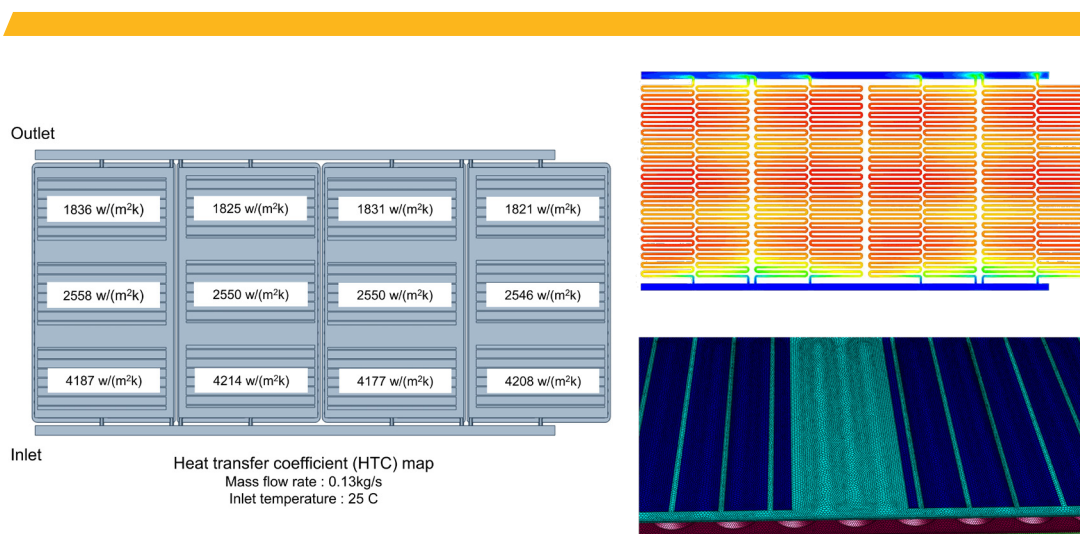 Outlet
1836 w/(m²k)
1825 w/(m²k)
1831 w/(m²k)
1821 w/(m²k)
2558 w/(m²k)
2550 w/(m²k)
2550 w/(m²k)
2546 w/(m²k)
4187 w/(m²k)
4214 w/(m²k)
4177 w/(m²k)
4208 w/(m²k)
Inlet
Heat transfer coefficient (HTC) map
Mass flow rate : 0.13kg/s
Inlet temperature : 25 C